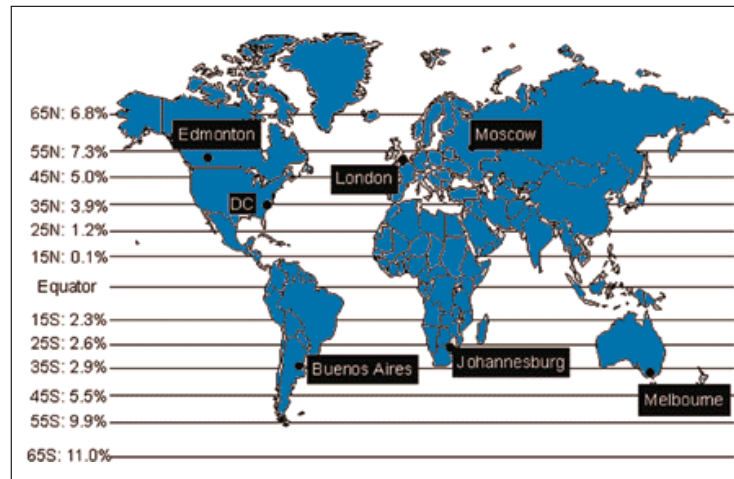 65N: 6.8%
Edmonton
Moscow
55N: 7.3%
London
45N: 5.0%
DC
35N: 3.9%
25N: 1.2%
15N: 0.1%
Equator
15S: 2.3%
25S: 2.6%
Johannesburg
35S: 2.9%
Buenos Aires
45S: 5.5%
Melbourne
55S: 9.9%
65S: 11.0%